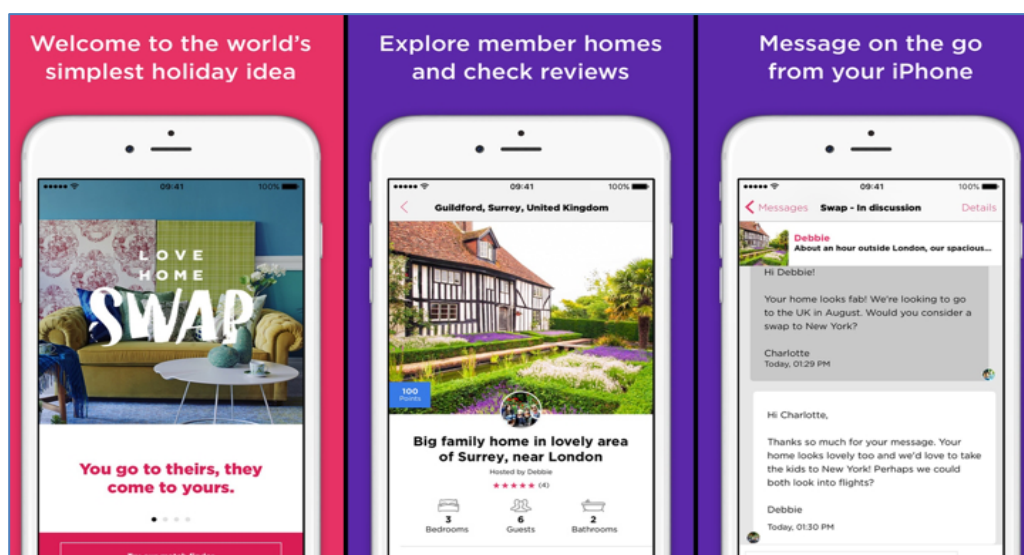 Welcome to the world's
simplest holiday idea
09:41
100%
LOVE
HOME
SWAP
You go to theirs, they
come to yours.
Explore member homes
and check reviews
09:41
100%
Guildford, Surrey, United Kingdom
100
Points
Big family home in lovely area
of Surrey, near London
Hosted by Debbie
★★★★★ (4)
3
Bedrooms
6
Guests
2
Bathrooms
Message on the go
from your iPhone
09:41
100%
Messages
Swap - In discussion
Details
Debbie
About an hour outside London, our spacious...
Hi Debbie!
Your home looks fab! We're looking to go
to the UK in August. Would you consider a
swap to New York?
Charlotte
Today, 01:29 PM
Hi Charlotte,
Thanks so much for your message. Your
home looks lovely too and we'd love to take
the kids to New York! Perhaps we could
both look into flights?
Debbie
Today, 01:30 PM